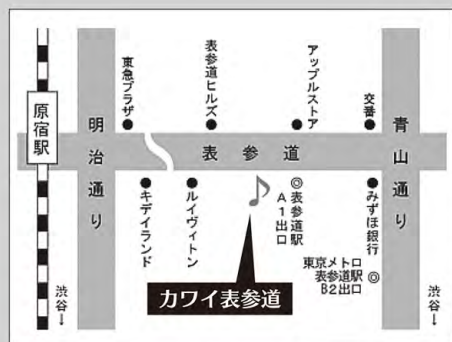 原宿駅
渋谷↓
明治通り
東急プラザ
表参道ヒルズ
アップルストア
交番
青山通り
表参道
キデイランド
ルイヴィトン
表参道駅
A1出口
みずほ銀行
東京メトロ
表参道駅
B2出口
カワイ表参道
渋谷↓